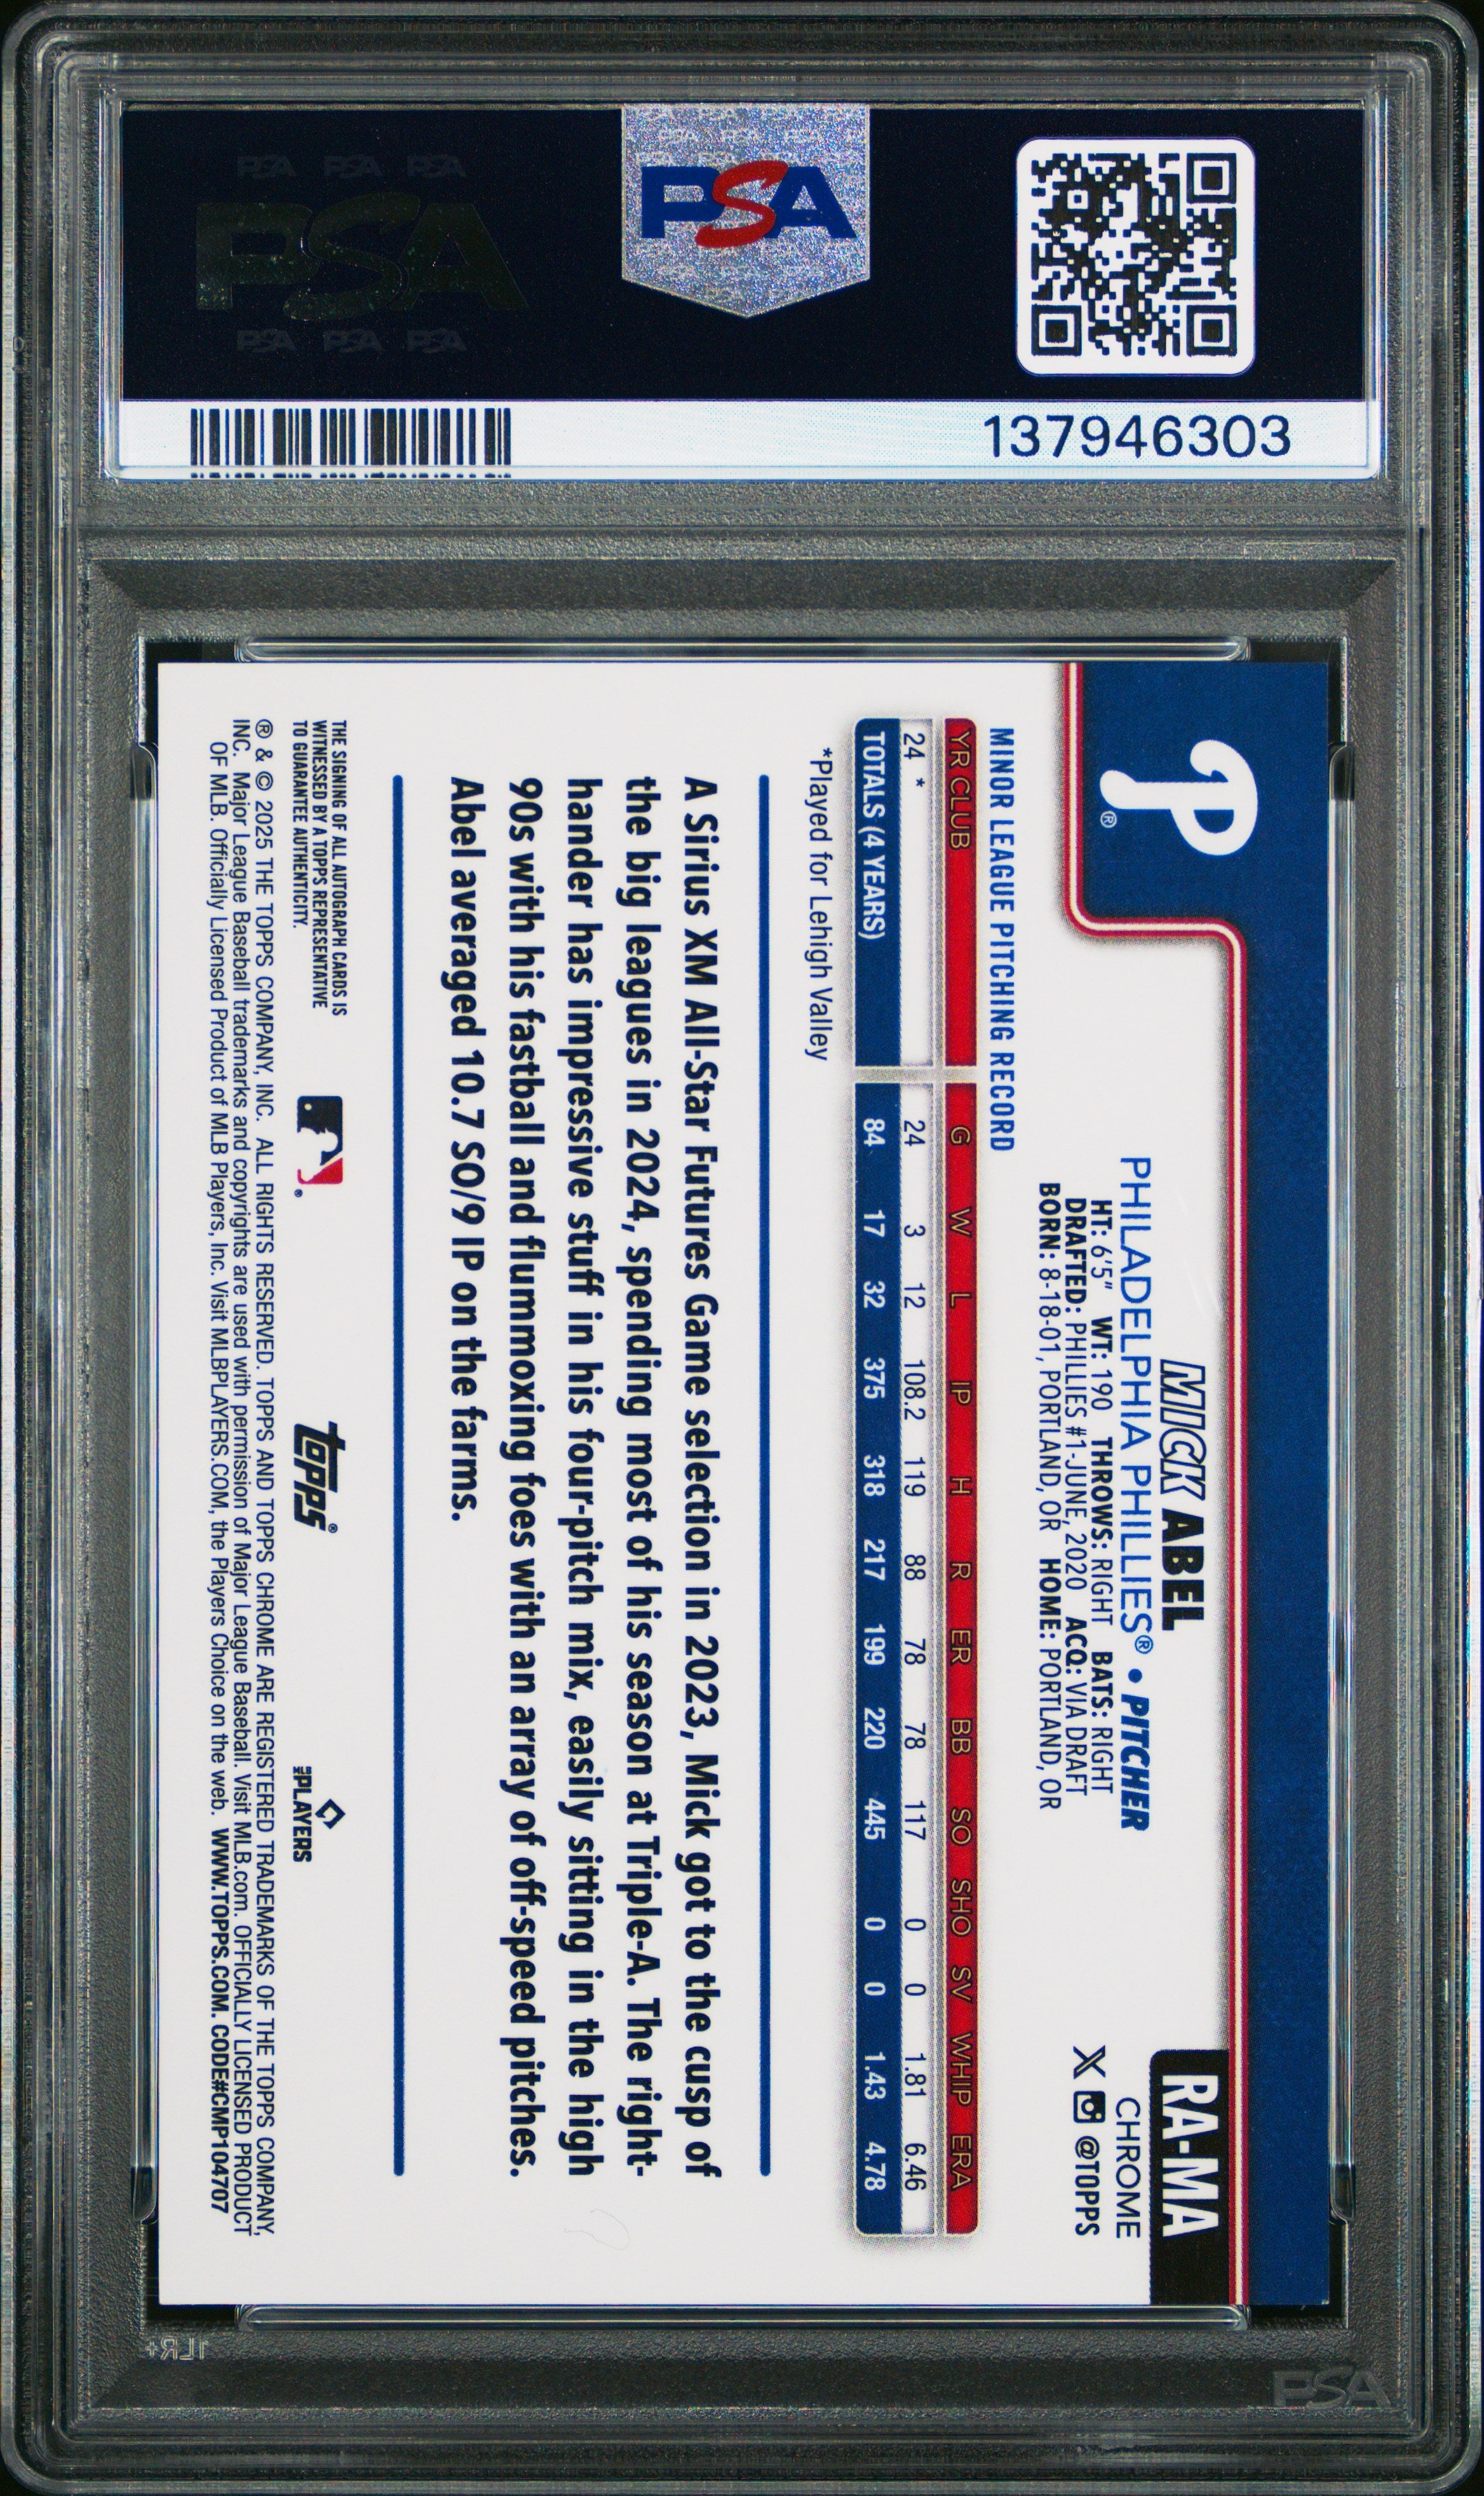 PSA PSA PSA
PSA
PSA PSA PSA
PSA
137946303
P®
RA-MA
MICK ABEL
CHROME
PHILADELPHIA PHILLIES® • PITCHER
X @TOPPS
HT: 6'5" WT: 190 THROWS: RIGHT BATS: RIGHT
DRAFTED: PHILLIES #1-JUNE, 2020 ACQ: VIA DRAFT
BORN: 8-18-01, PORTLAND, OR HOME: PORTLAND, OR
MINOR LEAGUE PITCHING RECORD
YR CLUB G W L IP H R ER BB SO SHO SV WHIP ERA
24 * 24 3 12 108.2 119 88 78 78 117 0 0 1.81 6.46
TOTALS (4 YEARS) 84 17 32 375 318 217 199 220 445 0 0 1.43 4.78
*Played for Lehigh Valley
A Sirius XM All-Star Futures Game selection in 2023, Mick got to the cusp of
the big leagues in 2024, spending most of his season at Triple-A. The right-
hander has impressive stuff in his four-pitch mix, easily sitting in the high
90s with his fastball and flummoxing foes with an array of off-speed pitches.
Abel averaged 10.7 SO/9 IP on the farms.
THE SIGNING OF ALL AUTOGRAPH CARDS IS
WITNESSED BY A TOPPS REPRESENTATIVE
TO GUARANTEE AUTHENTICITY.
topps®
PLAYERS
® & © 2025 THE TOPPS COMPANY, INC. ALL RIGHTS RESERVED. TOPPS AND TOPPS CHROME ARE REGISTERED TRADEMARKS OF THE TOPPS COMPANY,
INC. Major League Baseball trademarks and copyrights are used with permission of Major League Baseball. Visit MLB.com. OFFICIALLY LICENSED PRODUCT
OF MLB. Officially Licensed Product of MLB Players, Inc. Visit MLBPLAYERS.COM, the Players Choice on the web. WWW.TOPPS.COM. CODE#CMP104707
1LR+
PSA